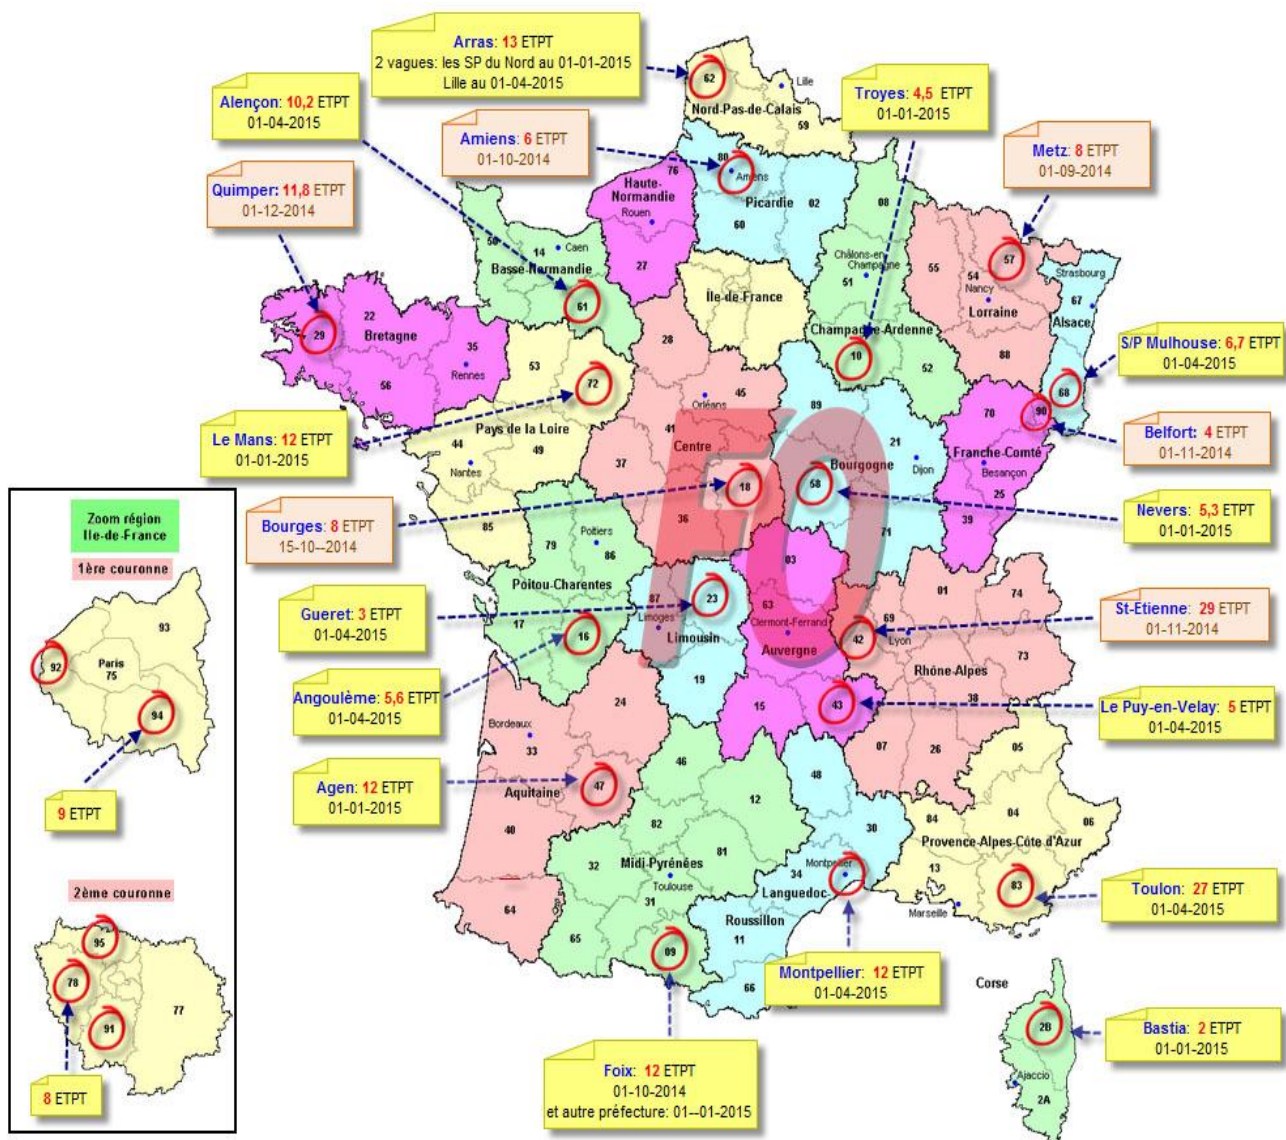 Arras: 13 ETPT
2 vagues: les SP du Nord au 01-01-2015
Lille au 01-04-2015
Alençon: 10,2 ETPT
01-04-2015
Troyes: 4,5 ETPT
01-01-2015
Amiens: 6 ETPT
01-10-2014
Metz: 8 ETPT
01-09-2014
Quimper: 11,8 ETPT
01-12-2014
S/P Mulhouse: 6,7 ETPT
01-04-2015
Le Mans: 12 ETPT
01-01-2015
Belfort: 4 ETPT
01-11-2014
Bourges: 8 ETPT
15-10--2014
Nevers: 5,3 ETPT
01-01-2015
Gueret: 3 ETPT
01-04-2015
St-Etienne: 29 ETPT
01-11-2014
Angoulème: 5,6 ETPT
01-04-2015
Le Puy-en-Velay: 5 ETPT
01-04-2015
Agen: 12 ETPT
01-01-2015
Toulon: 27 ETPT
01-04-2015
Montpellier: 12 ETPT
01-04-2015
Foix: 12 ETPT
01-10-2014
et autre préfecture: 01--01-2015
Bastia: 2 ETPT
01-01-2015
62
Lille
Nord-Pas-de-Calais
59
80
Amiens
Picardie
02
60
76
Haute-
Normandie
Rouen
27
50
14
Caen
Basse-Normandie
61
Île-de-France
08
Châlons-en-
Champagne
51
Champagne-Ardenne
10
52
55
54
57
Nancy
Lorraine
88
Strasbourg
67
Alsace
68
29
22
Bretagne
35
Rennes
56
53
72
Pays de la Loire
44
49
Nantes
85
28
45
Orléans
41
Centre
37
18
36
89
21
Bourgogne
Dijon
58
71
70
90
Franche-Comté
Besançon
25
39
FO
79
Poitiers
86
Poitou-Charentes
17
16
87
23
Limoges
Limousin
19
03
63
Clermont-Ferrand
Auvergne
15
43
01
74
69
42
Lyon
73
Rhône-Alpes
38
07
26
24
Bordeaux
33
47
Aquitaine
40
64
46
12
82
32
81
Midi-Pyrénées
Toulouse
31
65
09
48
30
Montpellier
34
Languedoc-
Roussillon
11
66
05
04
84
06
Provence-Alpes-Côte d'Azur
13
83
Marseille
Corse
2B
Ajaccio
2A
Zoom région
Ile-de-France
1ère couronne
93
92
Paris
75
94
9 ETPT
2ème couronne
95
78
77
91
8 ETPT